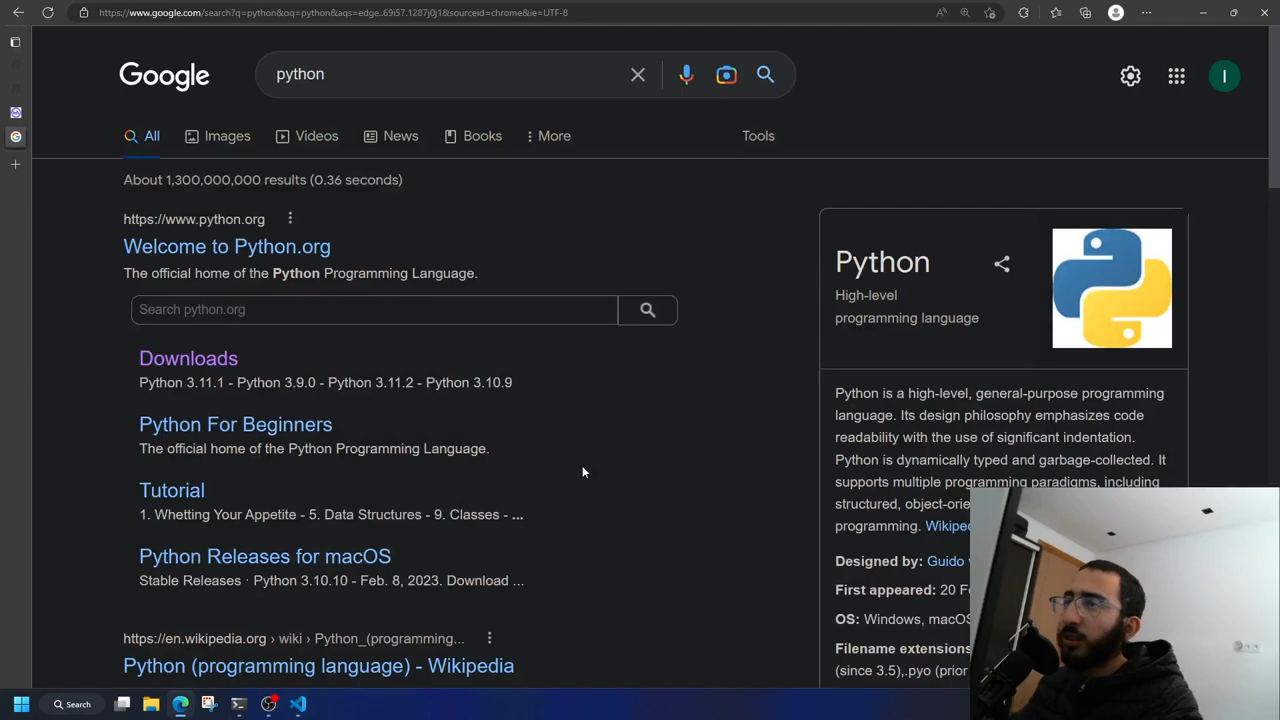 https://www.google.com/search?q=python&oq=python&aqs=edge..69i57.1287j0j1&sourceid=chrome&ie=UTF-8
Google
python
I
All
Images
Videos
News
Books
More
Tools
About 1,300,000,000 results (0.36 seconds)
https://www.python.org
Welcome to Python.org
The official home of the Python Programming Language.
Search python.org
Downloads
Python 3.11.1 - Python 3.9.0 - Python 3.11.2 - Python 3.10.9
Python For Beginners
The official home of the Python Programming Language.
Tutorial
1. Whetting Your Appetite - 5. Data Structures - 9. Classes - ...
Python Releases for macOS
Stable Releases · Python 3.10.10 - Feb. 8, 2023. Download ...
https://en.wikipedia.org › wiki › Python_(programming...
Python (programming language) - Wikipedia
Python
High-level
programming language
Python is a high-level, general-purpose programming
language. Its design philosophy emphasizes code
readability with the use of significant indentation.
Python is dynamically typed and garbage-collected. It
supports multiple programming paradigms, including
structured, object-orie
programming. Wikipe
Designed by: Guido
First appeared: 20 Fe
OS: Windows, macOS
Filename extensions
(since 3.5),.pyo (prior
Search